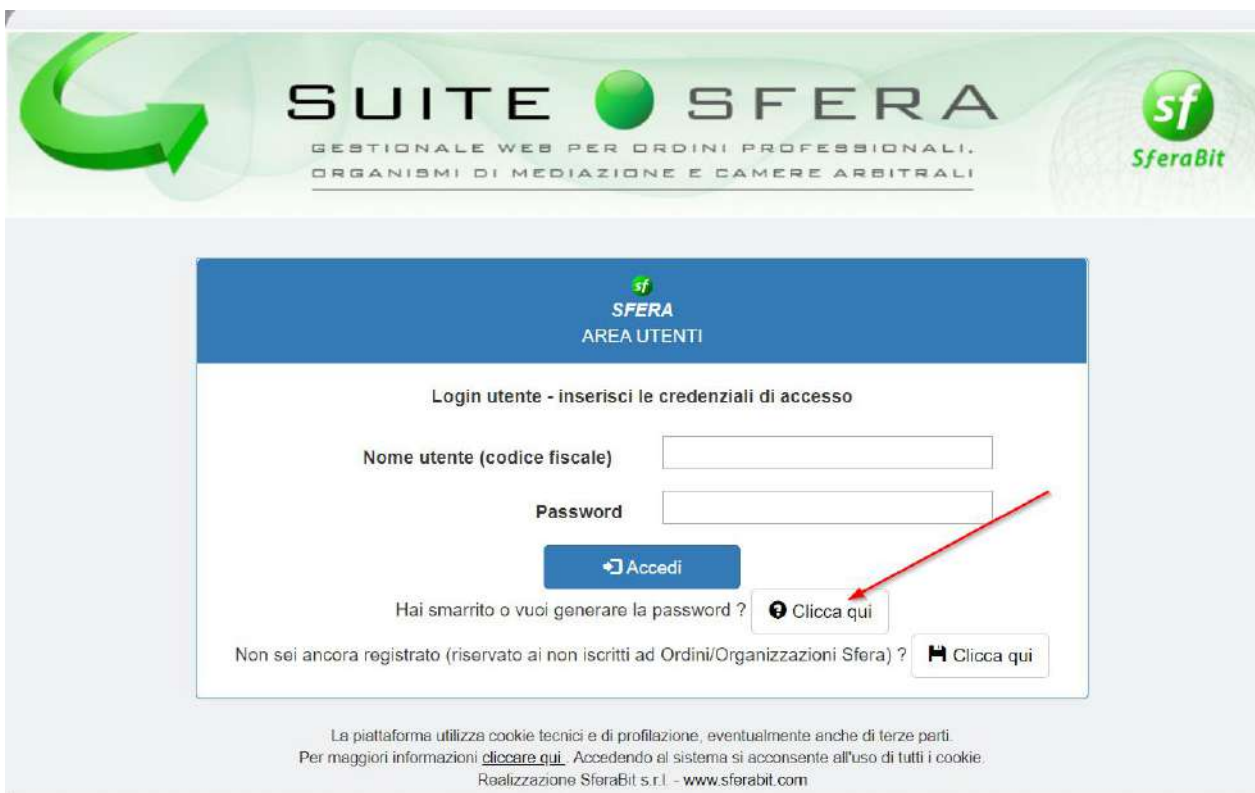 SUITE SFERA
GESTIONALE WEB PER ORDINI PROFESSIONALI,
ORGANISMI DI MEDIAZIONE E CAMERE ARBITRALI
sf
SferaBit
sf
SFERA
AREA UTENTI
Login utente - inserisci le credenziali di accesso
Nome utente (codice fiscale)
Password
Accedi
Hai smarrito o vuoi generare la password ? Clicca qui
Non sei ancora registrato (riservato ai non iscritti ad Ordini/Organizzazioni Sfera) ? Clicca qui
La piattaforma utilizza cookie tecnici e di profilazione, eventualmente anche di terze parti.
Per maggiori informazioni cliccare qui . Accedendo al sistema si acconsente all'uso di tutti i cookie.
Realizzazione SferaBit s.r.l. - www.sferabit.com